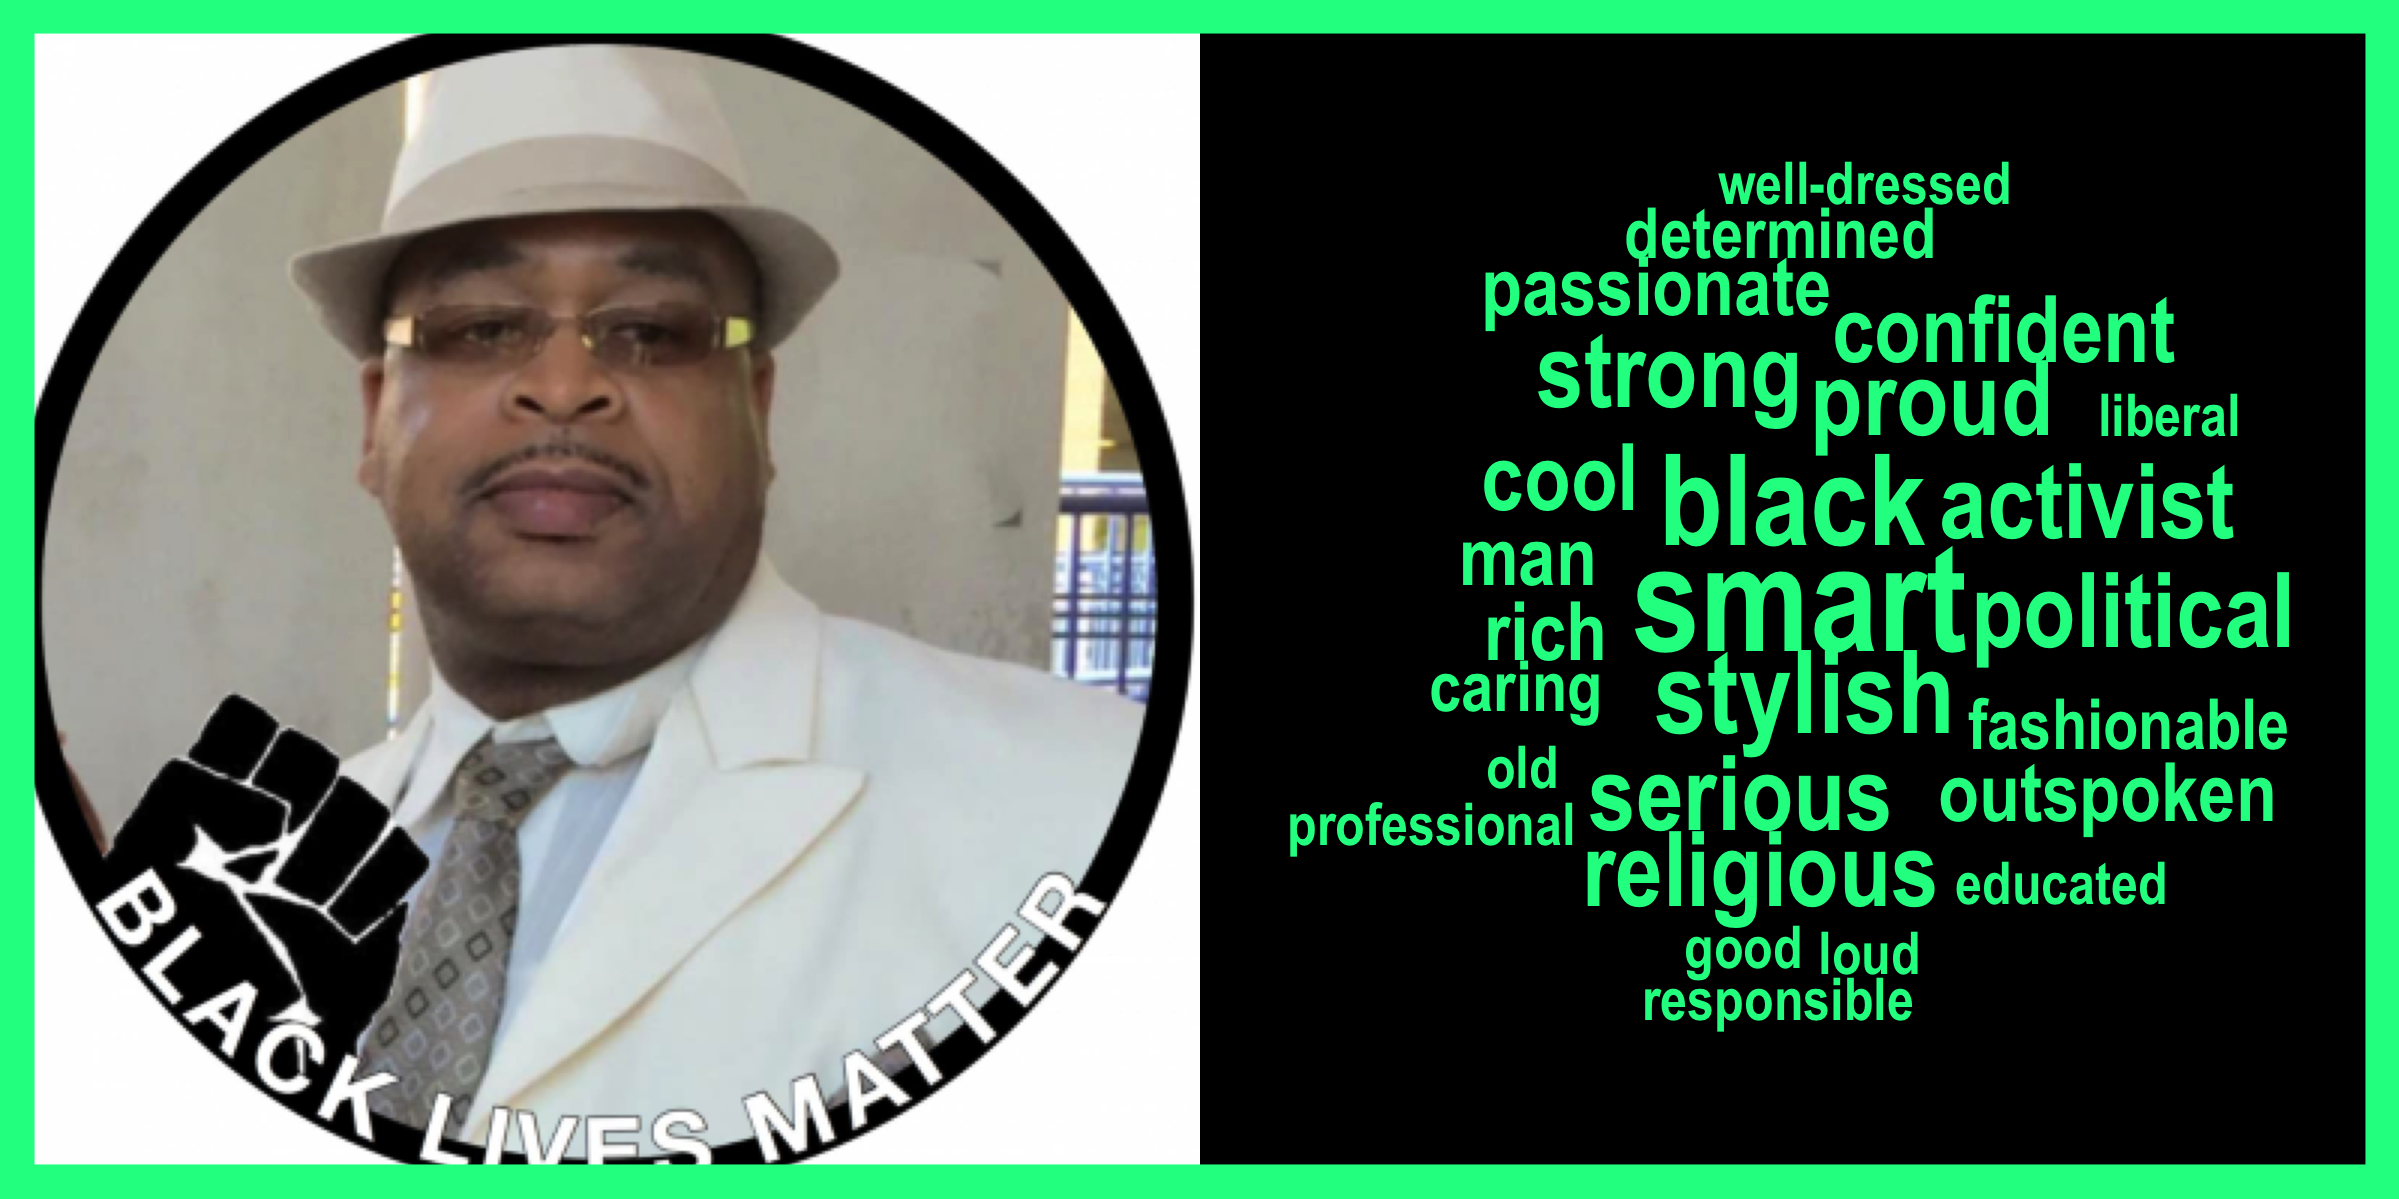 BLACK LIVES MATTER
well-dressed
determined
passionate
confident
strong
proud
liberal
cool
black
activist
man
smart
political
rich
caring
stylish
fashionable
old
serious
outspoken
professional
religious
educated
good
loud
responsible